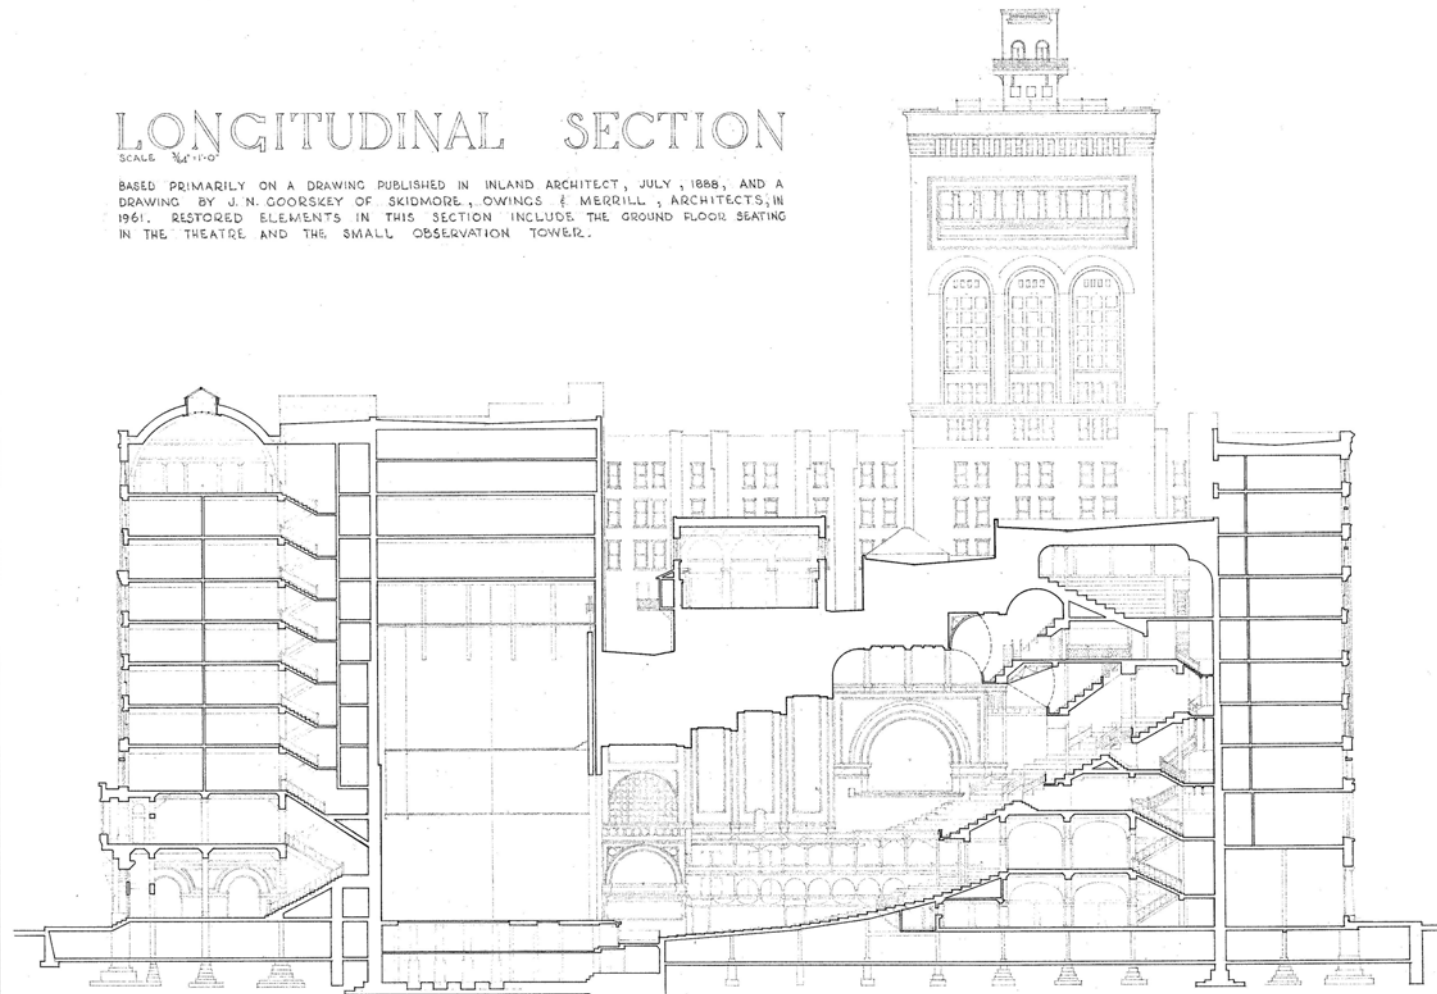 LONGITUDINAL SECTION
SCALE 3/64"=1'-0"
BASED PRIMARILY ON A DRAWING PUBLISHED IN INLAND ARCHITECT, JULY, 1888, AND A
DRAWING BY J. N. GOORSKEY OF SKIDMORE, OWINGS & MERRILL, ARCHITECTS, IN
1961. RESTORED ELEMENTS IN THIS SECTION INCLUDE THE GROUND FLOOR SEATING
IN THE THEATRE AND THE SMALL OBSERVATION TOWER.